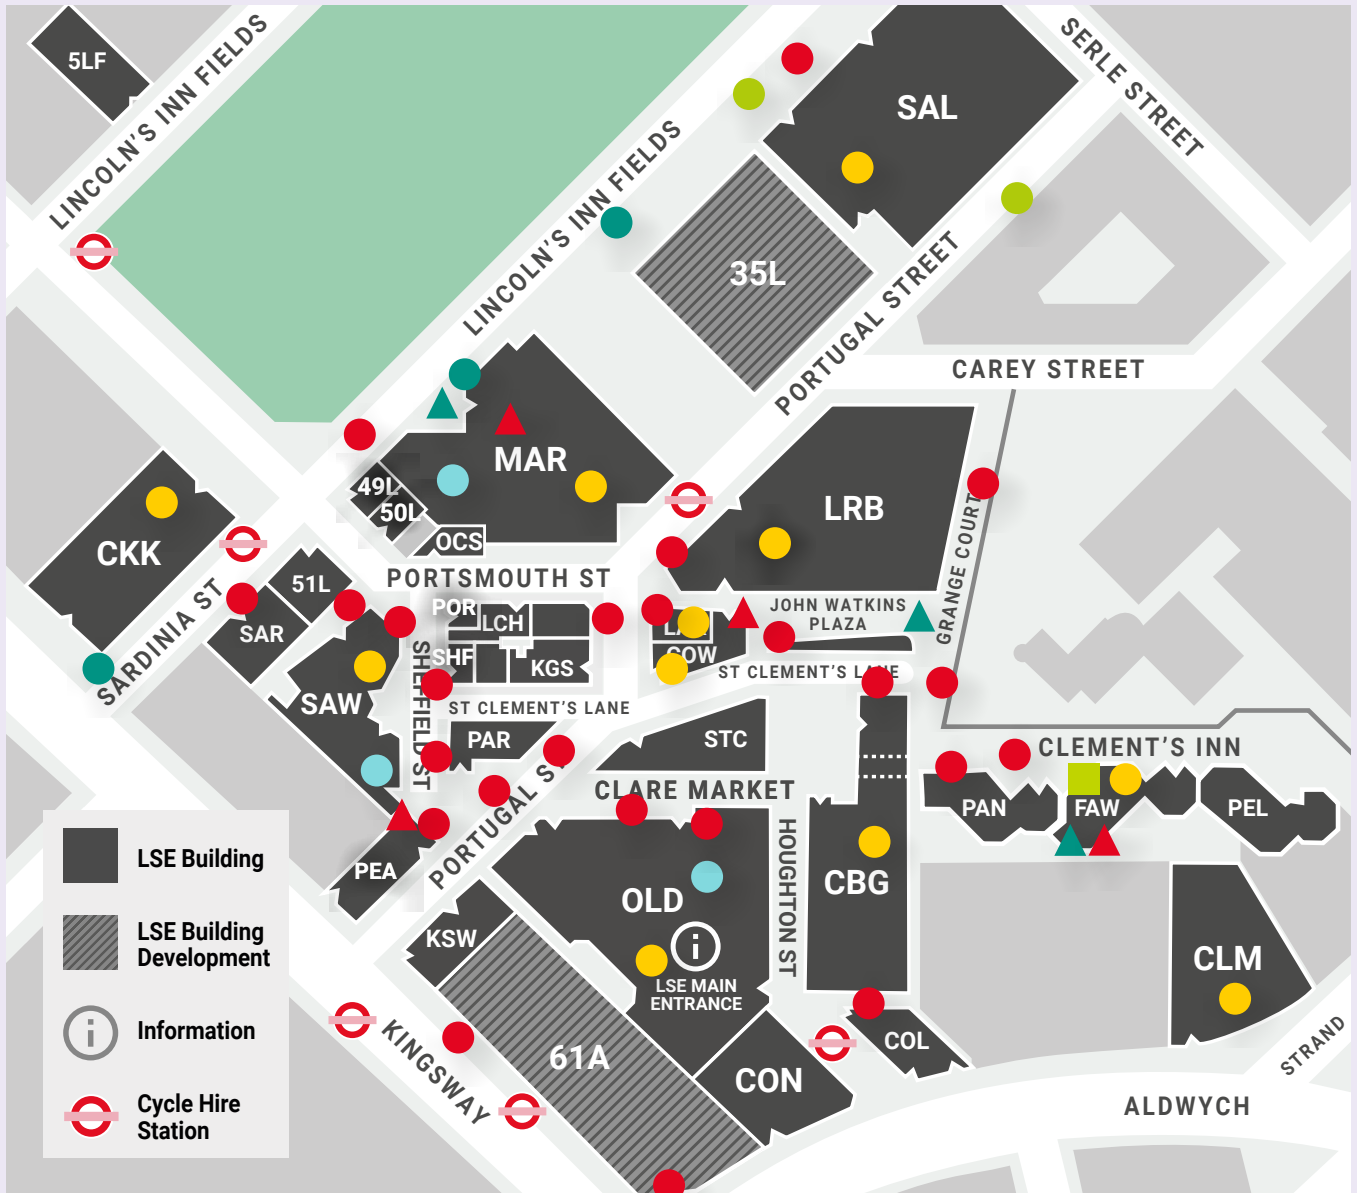 5LF
LINCOLN'S INN FIELDS
LINCOLN'S INN FIELDS
SAL
SERLE STREET
35L
PORTUGAL STREET
CAREY STREET
MAR
49L
50L
OCS
LRB
GRANGE COURT
CKK
51L
SAR
SARDINIA ST
PORTSMOUTH ST
POR
LCH
SHF
KGS
JOHN WATKINS
PLAZA
COW
ST CLEMENT'S LANE
SAW
SHEFFIELD ST
ST CLEMENT'S LANE
PAR
STC
CLEMENT'S INN
CLARE MARKET
PAN
FAW
PEL
PORTUGAL ST
HOUGHTON ST
PEA
CBG
OLD
KSW
LSE MAIN
ENTRANCE
CLM
COL
61A
CON
KINGSWAY
STRAND
ALDWYCH
LSE Building
LSE Building
Development
Information
Cycle Hire
Station